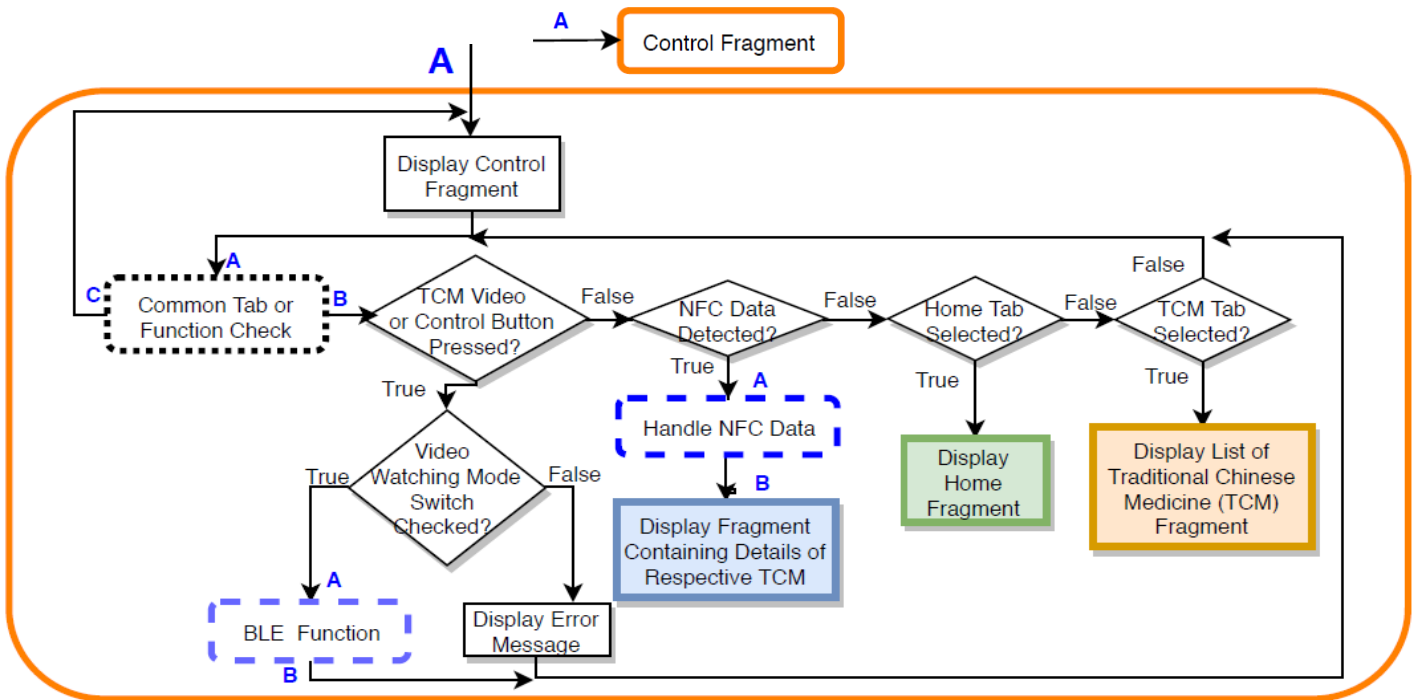 A
Control Fragment
A
Display Control
Fragment
A
C
Common Tab or
Function Check
B
TCM Video
or Control Button
Pressed?
False
NFC Data
Detected?
False
Home Tab
Selected?
False
TCM Tab
Selected?
False
True
True
A
True
True
Handle NFC Data
B
Video
Watching Mode
Switch
Checked?
True
False
Display Fragment
Containing Details of
Respective TCM
Display
Home
Fragment
Display List of
Traditional Chinese
Medicine (TCM)
Fragment
A
BLE Function
B
Display Error
Message